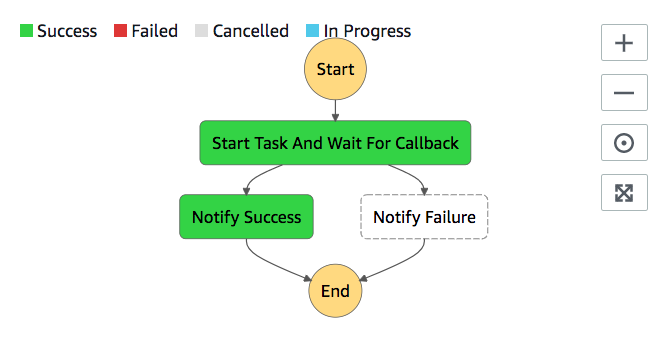 Success Failed Cancelled In Progress
Start
Start Task And Wait For Callback
Notify Success Notify Failure
End